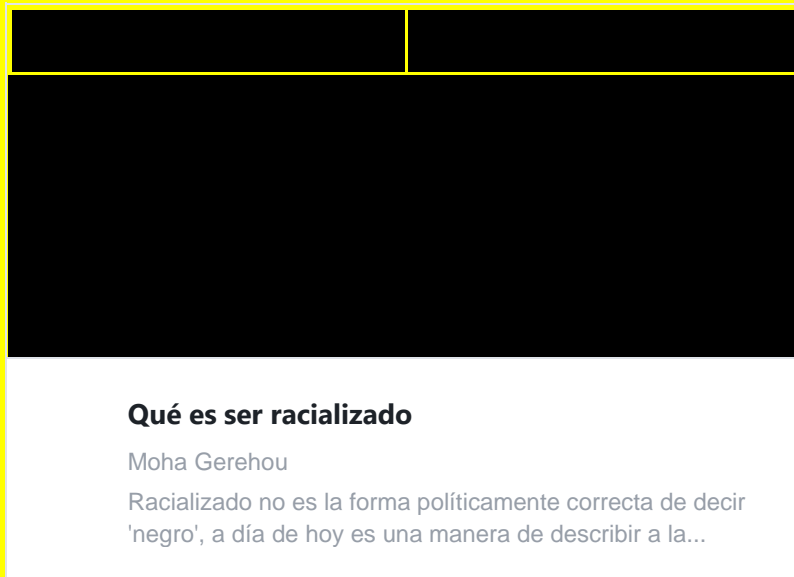 Qué es ser racializado
Moha Gerehou
Racializado no es la forma políticamente correcta de decir
'negro', a día de hoy es una manera de describir a la...